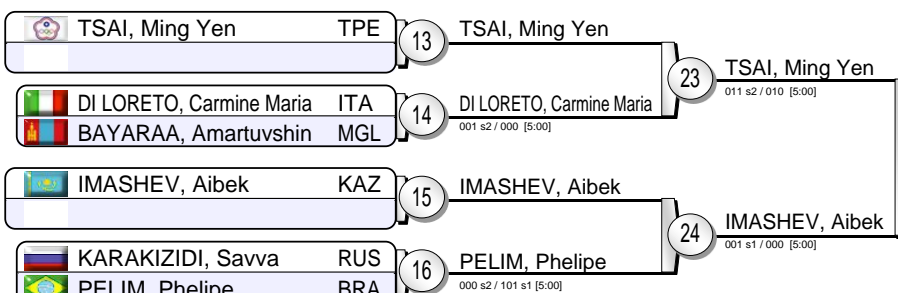 TSAI, Ming Yen TPE
13
TSAI, Ming Yen
DI LORETO, Carmine Maria ITA
BAYARAA, Amartuvshin MGL
14
DI LORETO, Carmine Maria
001 s2 / 000 [5:00]
23
TSAI, Ming Yen
011 s2 / 010 [5:00]
IMASHEV, Aibek KAZ
15
IMASHEV, Aibek
KARAKIZIDI, Savva RUS
PELIM, Phelipe BRA
16
PELIM, Phelipe
000 s2 / 101 s1 [5:00]
24
IMASHEV, Aibek
001 s1 / 000 [5:00]